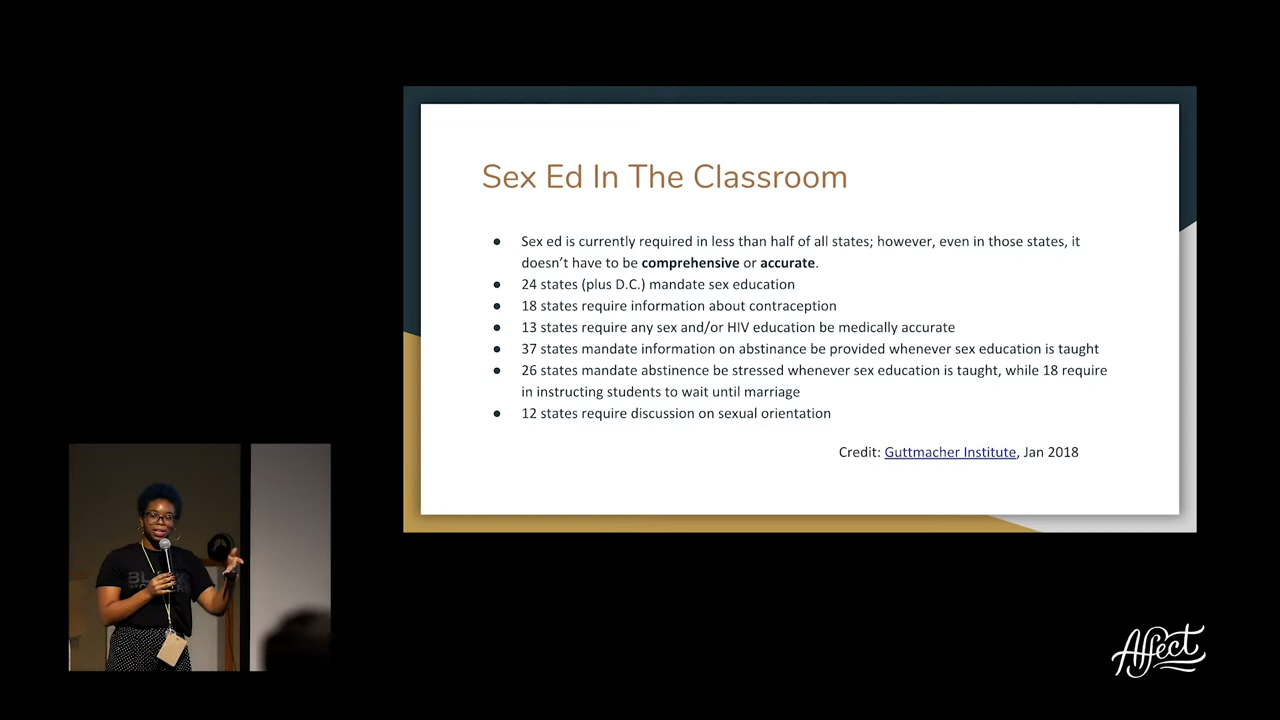 Sex Ed In The Classroom
● Sex ed is currently required in less than half of all states; however, even in those states, it
doesn't have to be comprehensive or accurate.
● 24 states (plus D.C.) mandate sex education
● 18 states require information about contraception
● 13 states require any sex and/or HIV education be medically accurate
● 37 states mandate information on abstinance be provided whenever sex education is taught
● 26 states mandate abstinence be stressed whenever sex education is taught, while 18 require
in instructing students to wait until marriage
● 12 states require discussion on sexual orientation
Credit: Guttmacher Institute, Jan 2018
Affect